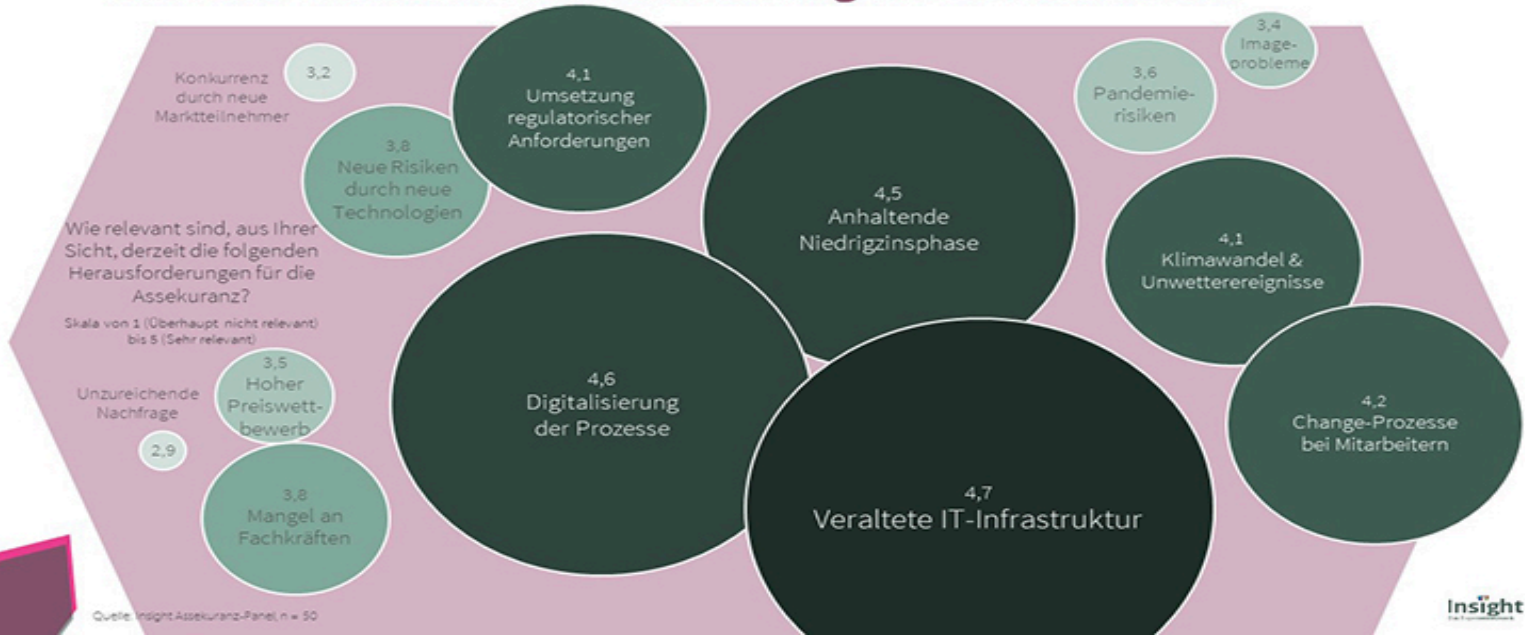 3,2
Konkurrenz
durch neue
Marktteilnehmer
4,1
Umsetzung
regulatorischer
Anforderungen
3,4
Image-
probleme
3,6
Pandemie-
risiken
3,8
Neue Risiken
durch neue
Technologien
4,5
Anhaltende
Niedrigzinsphase
4,1
Klimawandel &
Unwetterereignisse
Wie relevant sind, aus Ihrer
Sicht, derzeit die folgenden
Herausforderungen für die
Assekuranz?
Skala von 1 (Überhaupt nicht relevant)
bis 5 (Sehr relevant)
3,5
Hoher
Preiswett-
bewerb
Unzureichende
Nachfrage
2,9
4,6
Digitalisierung
der Prozesse
4,2
Change-Prozesse
bei Mitarbeitern
3,8
Mangel an
Fachkräften
4,7
Veraltete IT-Infrastruktur
Quelle: Insight Assekuranz-Panel, n = 50
Insight